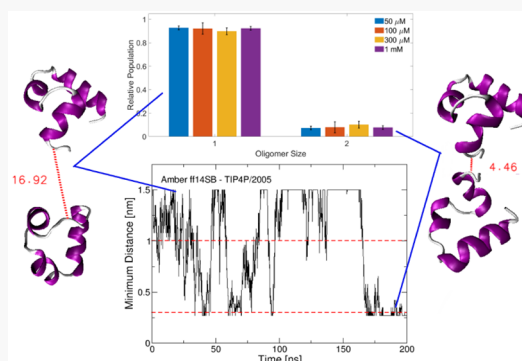 50 μM
100 μM
300 μM
1 mM
Relative Population
1
0.8
0.6
0.4
0.2
0
1
2
Oligomer Size
16.92
4.46
Amber ff14SB - TIP4P/2005
Minimum Distance [nm]
1.5
1
0.5
0
0
50
100
150
200
Time [ns]